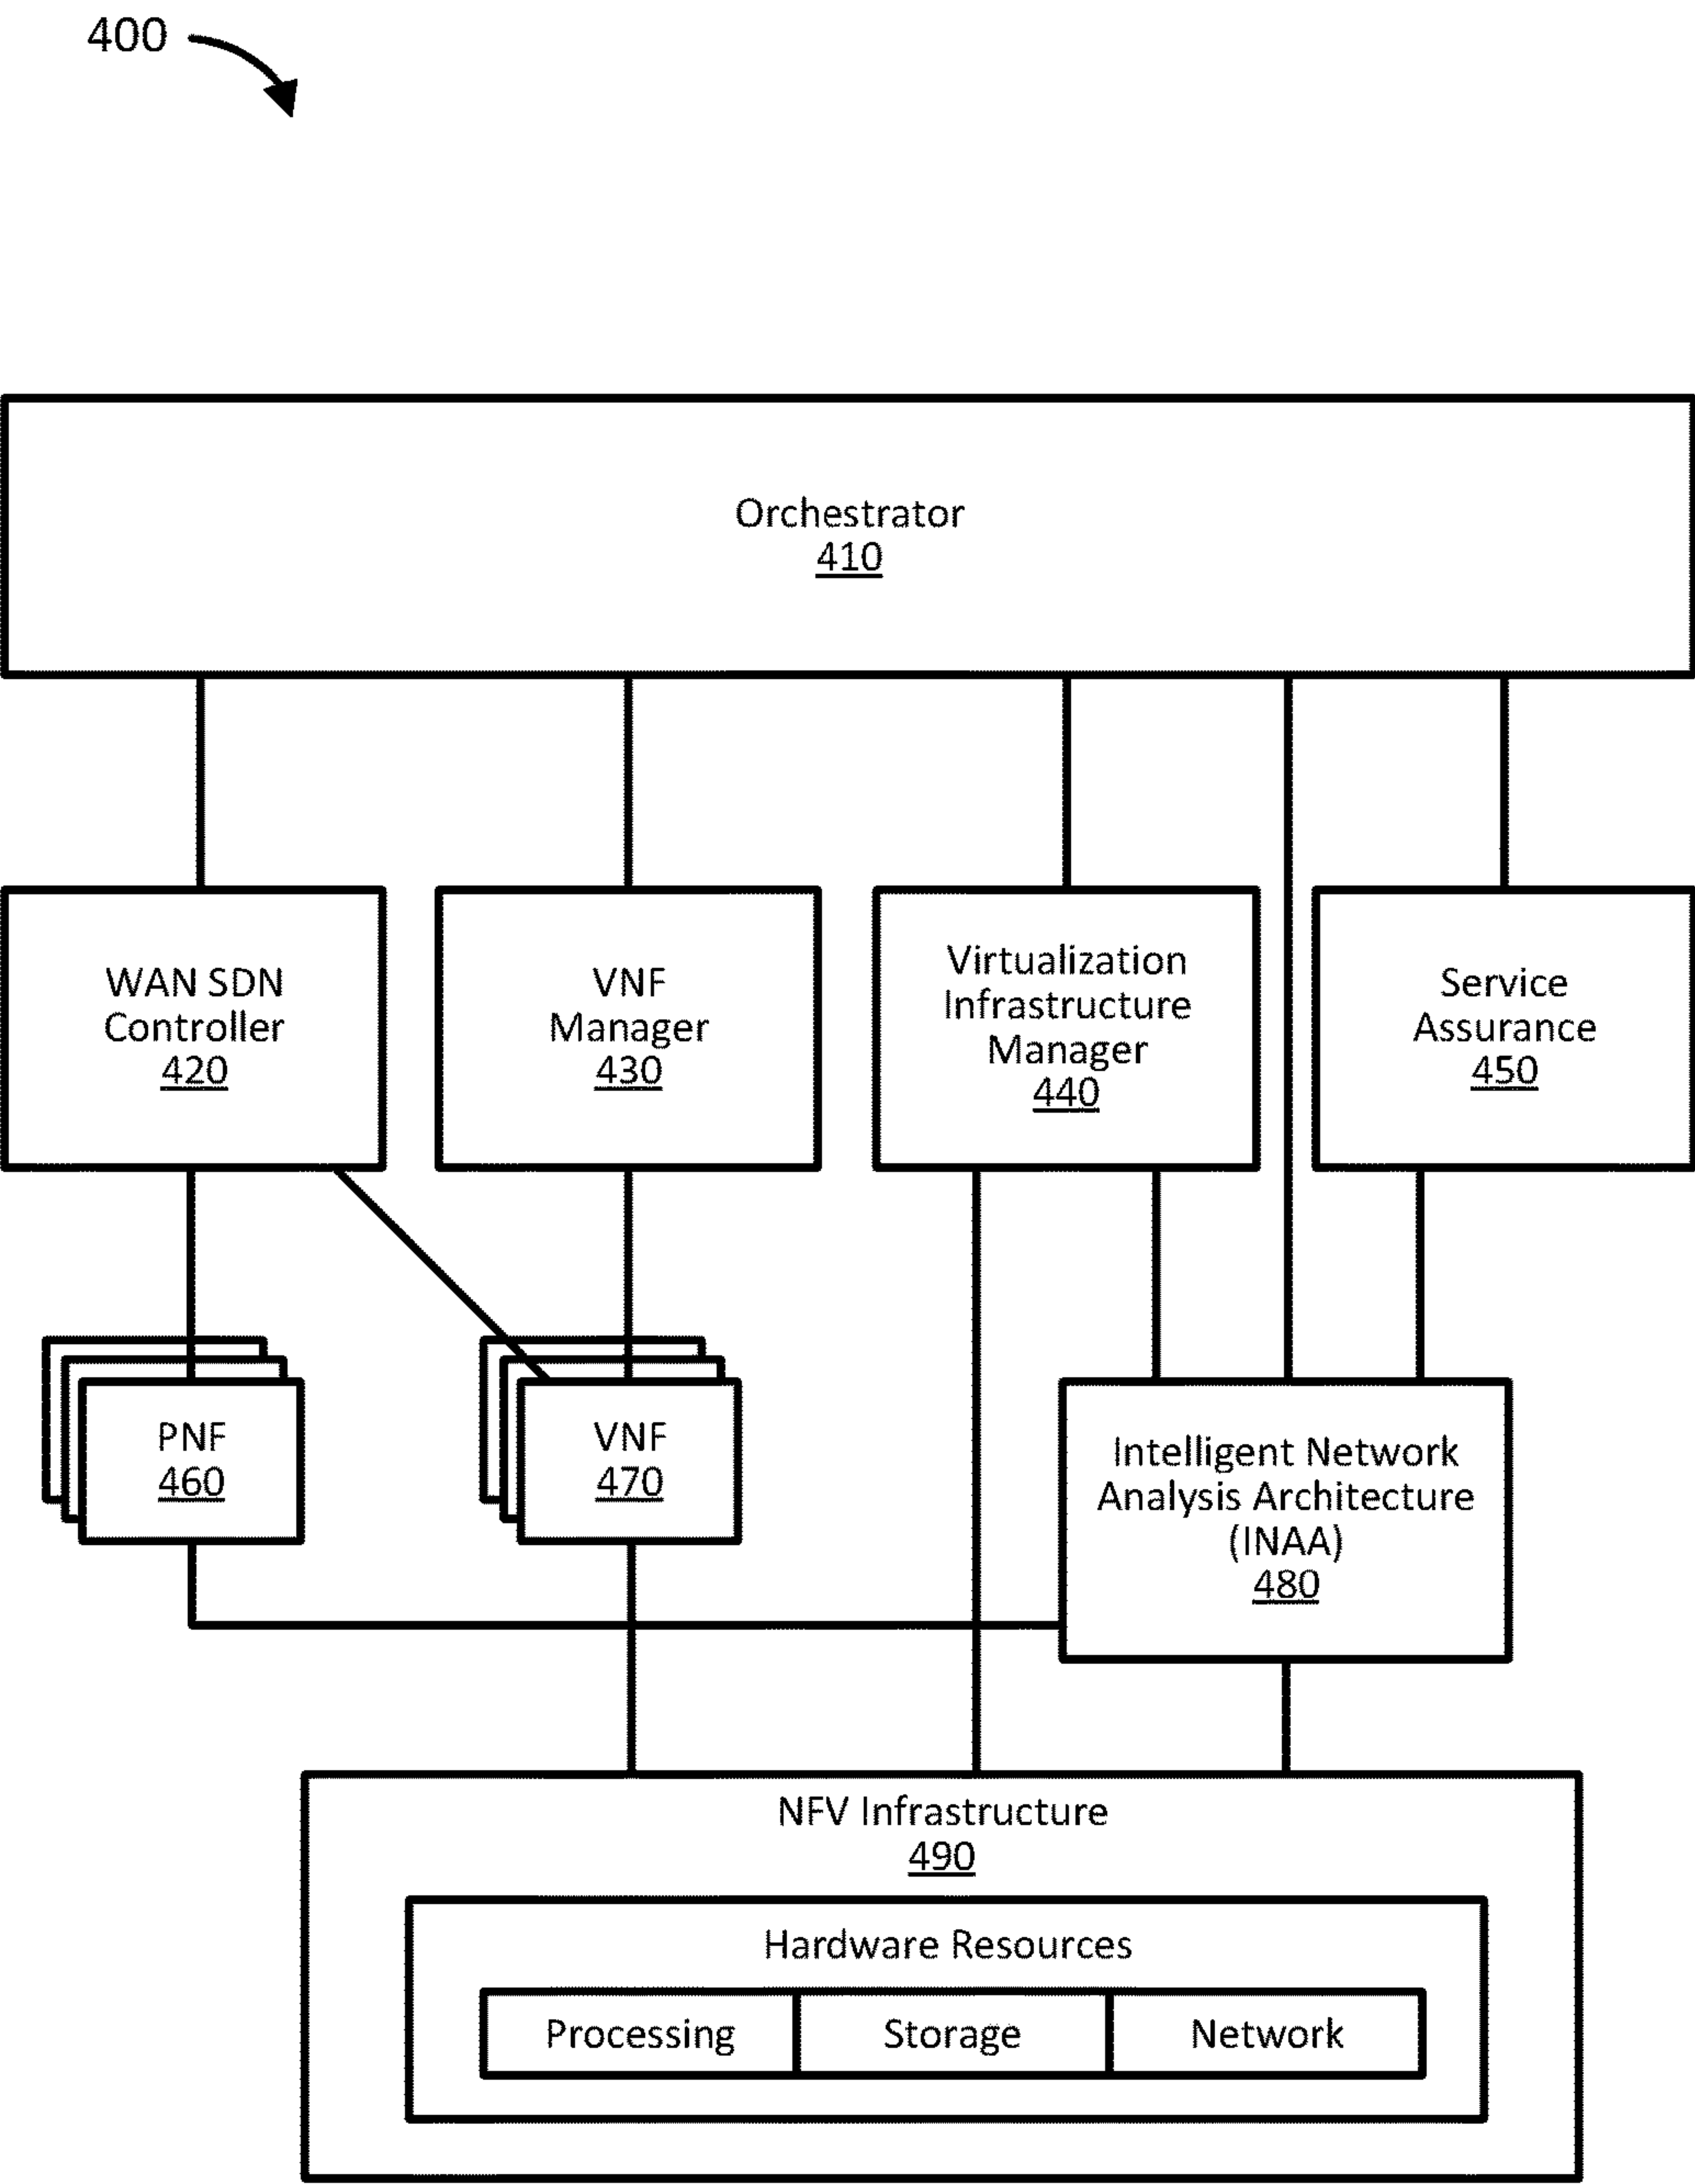 400
Orchestrator
410
WAN SDN
Controller
420
VNF
Manager
430
Virtualization
Infrastructure
Manager
440
Service
Assurance
450
PNF
460
VNF
470
Intelligent Network
Analysis Architecture
(INAA)
480
NFV Infrastructure
490
Hardware Resources
Processing
Storage
Network